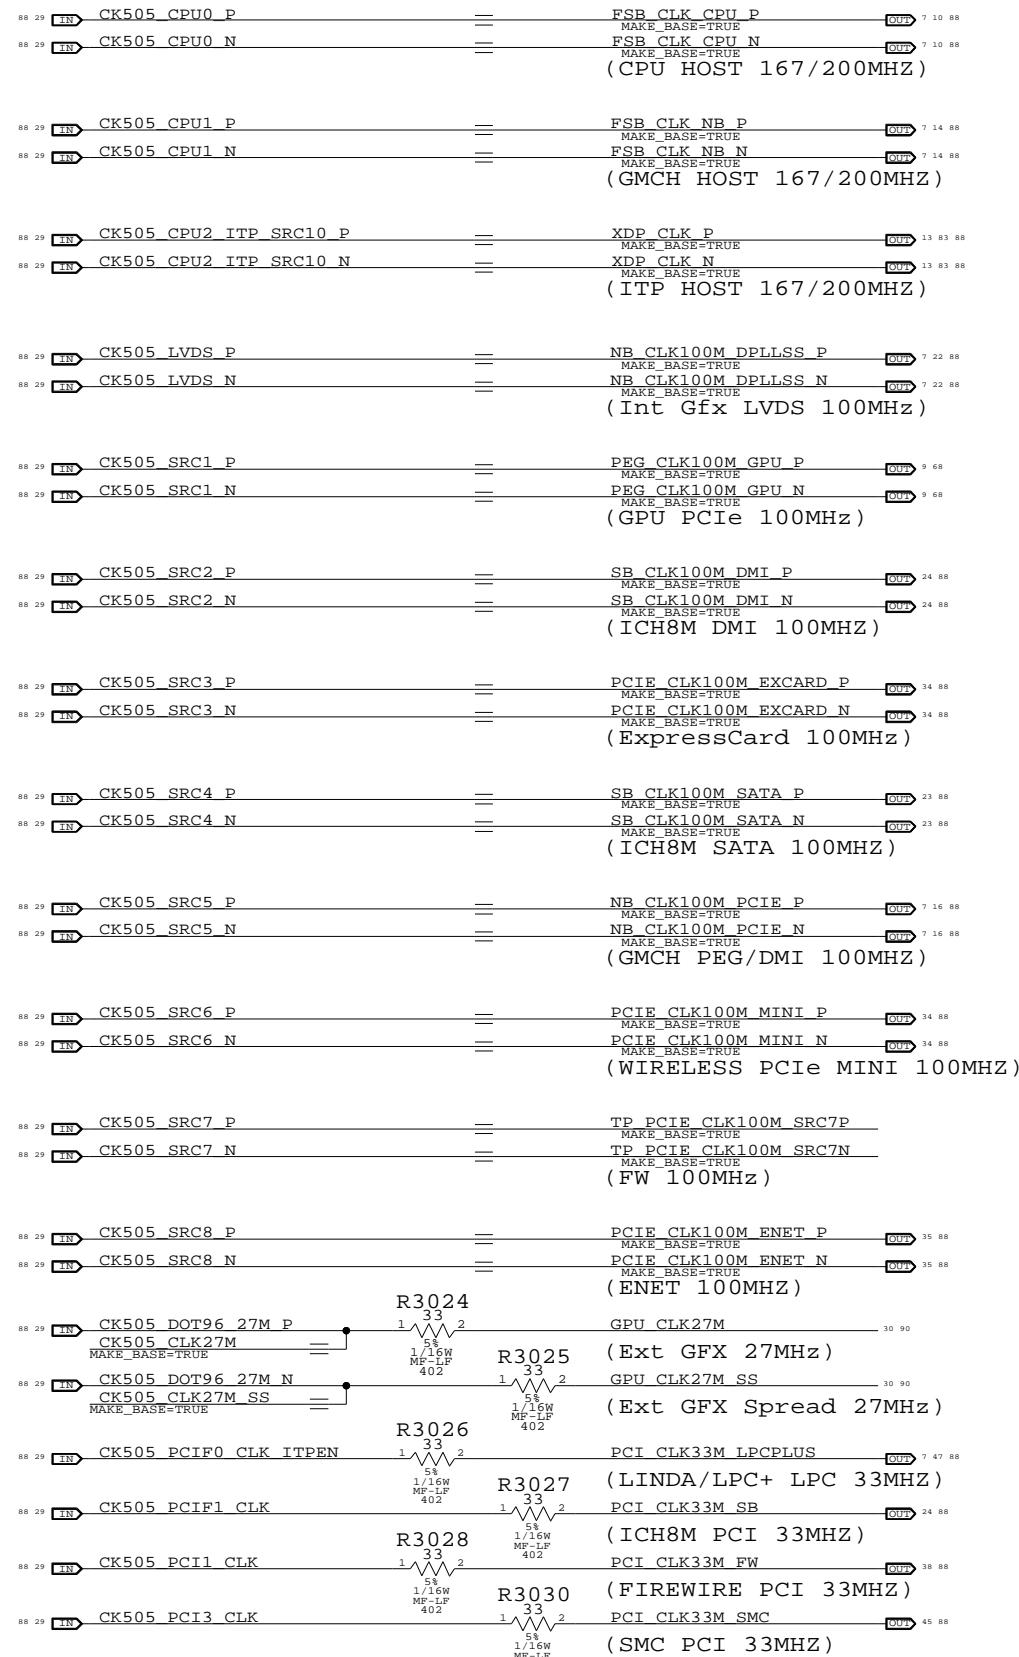 88 29 IN CK505_CPU0_P FSB_CLK_CPU_P OUT 7 10 88
MAKE_BASE=TRUE
88 29 IN CK505_CPU0_N FSB_CLK_CPU_N OUT 7 10 88
MAKE_BASE=TRUE
(CPU HOST 167/200MHZ)
88 29 IN CK505_CPU1_P FSB_CLK_NB_P OUT 7 14 88
MAKE_BASE=TRUE
88 29 IN CK505_CPU1_N FSB_CLK_NB_N OUT 7 14 88
MAKE_BASE=TRUE
(GMCH HOST 167/200MHZ)
88 29 IN CK505_CPU2_ITP_SRC10_P XDP_CLK_P OUT 13 83 88
MAKE_BASE=TRUE
88 29 IN CK505_CPU2_ITP_SRC10_N XDP_CLK_N OUT 13 83 88
MAKE_BASE=TRUE
(ITP HOST 167/200MHZ)
88 29 IN CK505_LVDS_P NB_CLK100M_DPLLSS_P OUT 7 22 88
MAKE_BASE=TRUE
88 29 IN CK505_LVDS_N NB_CLK100M_DPLLSS_N OUT 7 22 88
MAKE_BASE=TRUE
(Int Gfx LVDS 100MHz)
88 29 IN CK505_SRC1_P PEG_CLK100M_GPU_P OUT 9 68
MAKE_BASE=TRUE
88 29 IN CK505_SRC1_N PEG_CLK100M_GPU_N OUT 9 68
MAKE_BASE=TRUE
(GPU PCIe 100MHz)
88 29 IN CK505_SRC2_P SB_CLK100M_DMI_P OUT 24 88
MAKE_BASE=TRUE
88 29 IN CK505_SRC2_N SB_CLK100M_DMI_N OUT 24 88
MAKE_BASE=TRUE
(ICH8M DMI 100MHZ)
88 29 IN CK505_SRC3_P PCIE_CLK100M_EXCARD_P OUT 34 88
MAKE_BASE=TRUE
88 29 IN CK505_SRC3_N PCIE_CLK100M_EXCARD_N OUT 34 88
MAKE_BASE=TRUE
(ExpressCard 100MHz)
88 29 IN CK505_SRC4_P SB_CLK100M_SATA_P OUT 23 88
MAKE_BASE=TRUE
88 29 IN CK505_SRC4_N SB_CLK100M_SATA_N OUT 23 88
MAKE_BASE=TRUE
(ICH8M SATA 100MHZ)
88 29 IN CK505_SRC5_P NB_CLK100M_PCIE_P OUT 7 16 88
MAKE_BASE=TRUE
88 29 IN CK505_SRC5_N NB_CLK100M_PCIE_N OUT 7 16 88
MAKE_BASE=TRUE
(GMCH PEG/DMI 100MHZ)
88 29 IN CK505_SRC6_P PCIE_CLK100M_MINI_P OUT 34 88
MAKE_BASE=TRUE
88 29 IN CK505_SRC6_N PCIE_CLK100M_MINI_N OUT 34 88
MAKE_BASE=TRUE
(WIRELESS PCIe MINI 100MHZ)
88 29 IN CK505_SRC7_P TP_PCIE_CLK100M_SRC7P
MAKE_BASE=TRUE
88 29 IN CK505_SRC7_N TP_PCIE_CLK100M_SRC7N
MAKE_BASE=TRUE
(FW 100MHz)
88 29 IN CK505_SRC8_P PCIE_CLK100M_ENET_P OUT 35 88
MAKE_BASE=TRUE
88 29 IN CK505_SRC8_N PCIE_CLK100M_ENET_N OUT 35 88
MAKE_BASE=TRUE
(ENET 100MHZ)
R3024
88 29 IN CK505_DOT96_27M_P 1 33 2 GPU_CLK27M 30 90
CK505_CLK27M 5%
MAKE_BASE=TRUE 1/16W
MF-LF
402
(Ext GFX 27MHz)
R3025
88 29 IN CK505_DOT96_27M_N 1 33 2 GPU_CLK27M_SS 30 90
CK505_CLK27M_SS 5%
MAKE_BASE=TRUE 1/16W
MF-LF
402
(Ext GFX Spread 27MHz)
R3026
88 29 IN CK505_PCIF0_CLK_ITPEN 1 33 2 PCI_CLK33M_LPCPLUS OUT 7 47 88
5%
1/16W
MF-LF
402
(LINDA/LPC+ LPC 33MHZ)
R3027
88 29 IN CK505_PCIF1_CLK 1 33 2 PCI_CLK33M_SB OUT 24 88
5%
1/16W
MF-LF
402
(ICH8M PCI 33MHZ)
R3028
88 29 IN CK505_PCI1_CLK 1 33 2 PCI_CLK33M_FW OUT 38 88
5%
1/16W
MF-LF
402
(FIREWIRE PCI 33MHZ)
R3030
88 29 IN CK505_PCI3_CLK 1 33 2 PCI_CLK33M_SMC OUT 45 88
5%
1/16W
MF-LF
(SMC PCI 33MHZ)